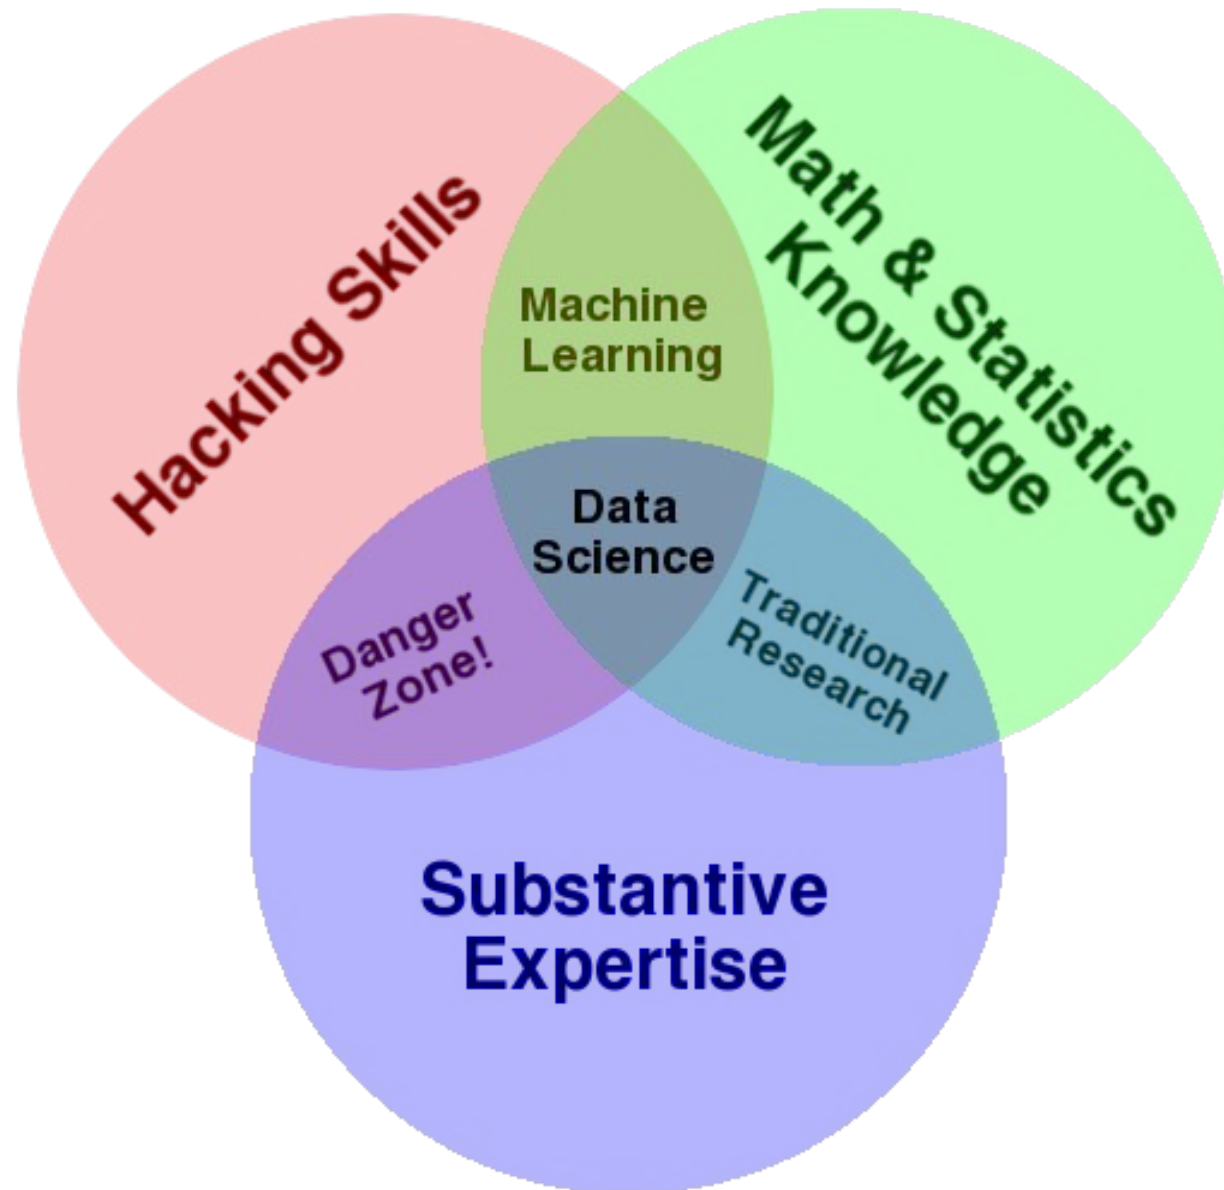 Hacking Skills
Math & Statistics
Knowledge
Machine
Learning
Data
Science
Danger
Zone!
Traditional
Research
Substantive
Expertise